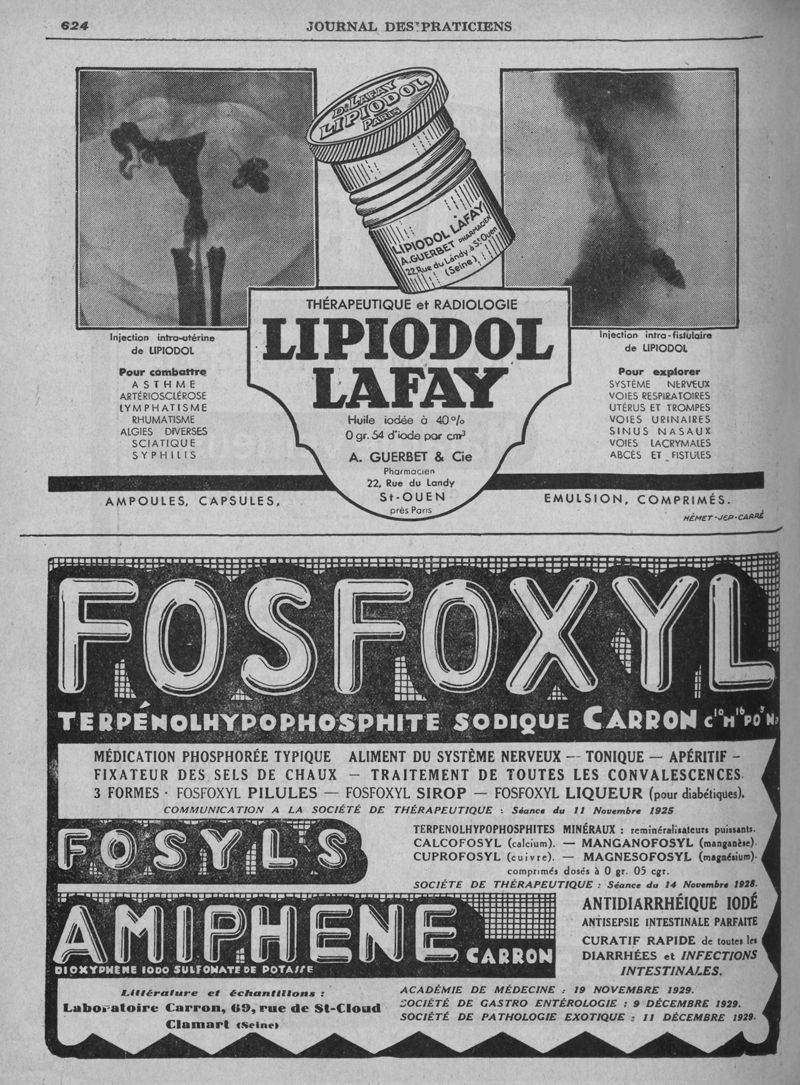 624
JOURNAL DES PRATICIENS
Dr LAFAY
LIPIODOL
PARIS
LIPIODOL LAFAY
A. GUERBET PHARMACIEN
22, Rue du Landy à St Ouen
(Seine)
THÉRAPEUTIQUE et RADIOLOGIE
LIPIODOL
LAFAY
Huile iodée à 40%
0 gr. 54 d'iode par cm³
A. GUERBET & Cie
Pharmacien
22, Rue du Landy
St-OUEN
près Paris
Injection intra-utérine
de LIPIODOL
Pour combattre
ASTHME
ARTÉRIOSCLÉROSE
LYMPHATISME
RHUMATISME
ALGIES DIVERSES
SCIATIQUE
SYPHILIS
Injection intra-fistulaire
de LIPIODOL
Pour explorer
SYSTÈME NERVEUX
VOIES RESPIRATOIRES
UTÉRUS ET TROMPES
VOIES URINAIRES
SINUS NASAUX
VOIES LACRYMALES
ABCÈS ET FISTULES
AMPOULES, CAPSULES,
EMULSION, COMPRIMÉS.
HÉMET-JEP-CARRÉ
FOSFOXYL
TERPÉNOLHYPOPHOSPHITE SODIQUE CARRON C¹⁰H¹⁶PO³Na
MÉDICATION PHOSPHORÉE TYPIQUE ALIMENT DU SYSTÈME NERVEUX — TONIQUE — APÉRITIF -
FIXATEUR DES SELS DE CHAUX — TRAITEMENT DE TOUTES LES CONVALESCENCES
3 FORMES · FOSFOXYL PILULES — FOSFOXYL SIROP — FOSFOXYL LIQUEUR (pour diabétiques).
COMMUNICATION A LA SOCIÉTÉ DE THÉRAPEUTIQUE : Séance du 11 Novembre 1925
FOSYLS
TERPENOLHYPOPHOSPHITES MINÉRAUX : reminéralisateurs puissants.
CALCOFOSYL (calcium). — MANGANOFOSYL (manganèse).
CUPROFOSYL (cuivre). — MAGNESOFOSYL (magnésium).
comprimés dosés à 0 gr. 05 cgr.
SOCIÉTÉ DE THÉRAPEUTIQUE : Séance du 14 Novembre 1928.
AMIPHENE
CARRON
DIOXYPHÈNE IODO SULFONATE DE POTASSE
ANTIDIARRHÉIQUE IODÉ
ANTISEPSIE INTESTINALE PARFAITE
CURATIF RAPIDE de toutes les
DIARRHÉES et INFECTIONS
INTESTINALES.
Littérature et échantillons :
Laboratoire Carron, 69, rue de St-Cloud
Clamart (Seine)
ACADÉMIE DE MÉDECINE : 19 NOVEMBRE 1929.
SOCIÉTÉ DE GASTRO ENTÉROLOGIE : 9 DÉCEMBRE 1929.
SOCIÉTÉ DE PATHOLOGIE EXOTIQUE : 11 DÉCEMBRE 1929.